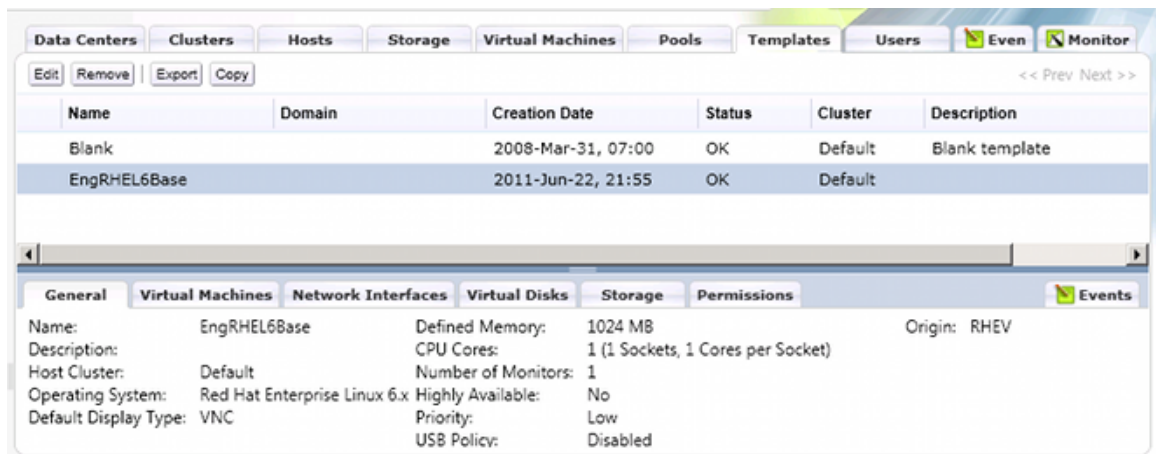 Data Centers Clusters Hosts Storage Virtual Machines Pools Templates Users Even Monitor
Edit Remove | Export Copy << Prev Next >>
Name Domain Creation Date Status Cluster Description
Blank 2008-Mar-31, 07:00 OK Default Blank template
EngRHEL6Base 2011-Jun-22, 21:55 OK Default
General Virtual Machines Network Interfaces Virtual Disks Storage Permissions Events
Name: EngRHEL6Base Defined Memory: 1024 MB Origin: RHEV
Description: CPU Cores: 1 (1 Sockets, 1 Cores per Socket)
Host Cluster: Default Number of Monitors: 1
Operating System: Red Hat Enterprise Linux 6.x Highly Available: No
Default Display Type: VNC Priority: Low
USB Policy: Disabled